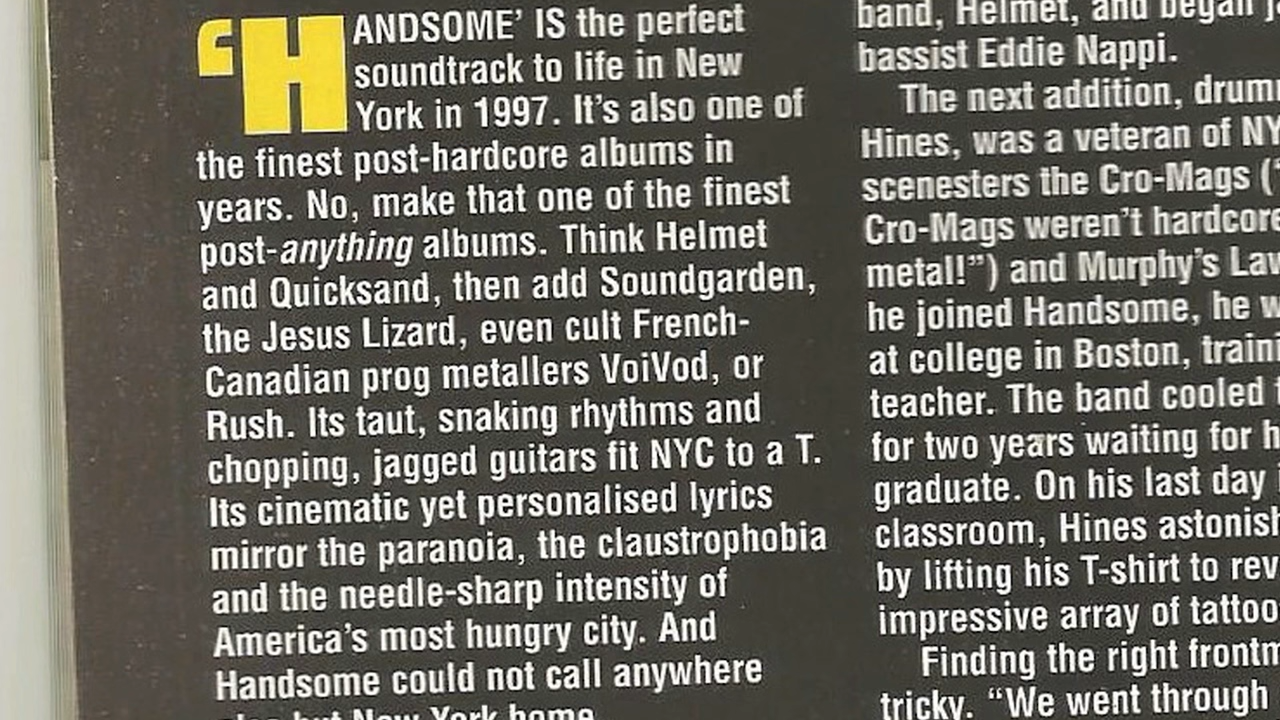 ‘HANDSOME’ IS the perfect
soundtrack to life in New
York in 1997. It’s also one of
the finest post-hardcore albums in
years. No, make that one of the finest
post-anything albums. Think Helmet
and Quicksand, then add Soundgarden,
the Jesus Lizard, even cult French-
Canadian prog metallers VoiVod, or
Rush. Its taut, snaking rhythms and
chopping, jagged guitars fit NYC to a T.
Its cinematic yet personalised lyrics
mirror the paranoia, the claustrophobia
and the needle-sharp intensity of
America’s most hungry city. And
Handsome could not call anywhere
else but New York home.
band, Helmet, and began
bassist Eddie Nappi.
The next addition,
Hines, was a veteran of
scenesters the Cro-Mags
Cro-Mags weren’t hardcore
metal!”) and Murphy’s
he joined Handsome, he
at college in Boston,
teacher. The band cooled
for two years waiting for
graduate. On his last day
classroom, Hines
by lifting his T-shirt to
impressive array of
Finding the right
tricky. “We went through